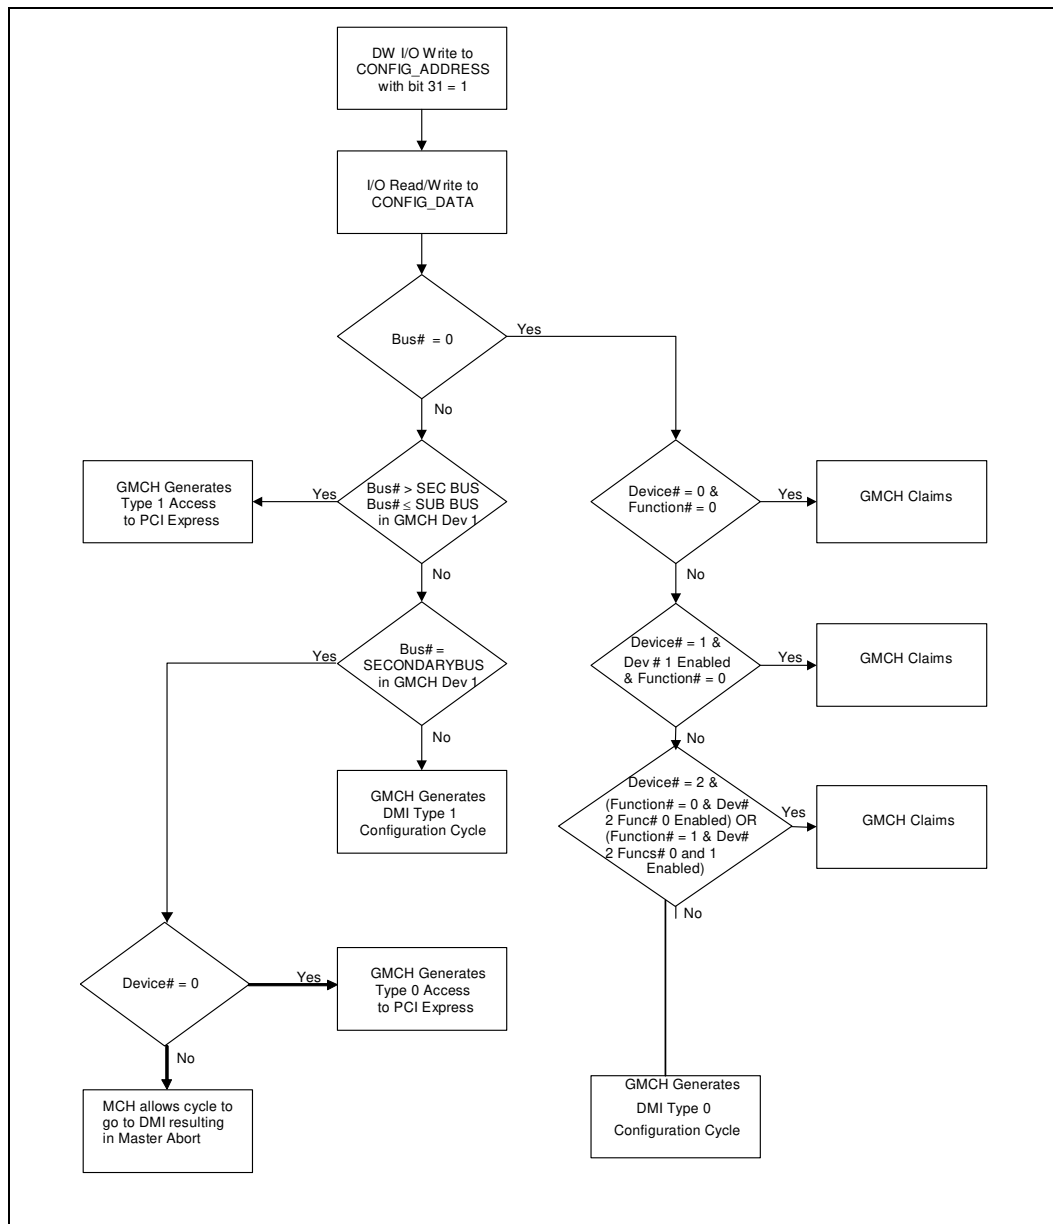 DW I/O Write to
CONFIG_ADDRESS
with bit 31 = 1
I/O Read/Write to
CONFIG_DATA
Bus# = 0
Yes
No
Bus# > SEC BUS
Bus# ≤ SUB BUS
in GMCH Dev 1
Yes
GMCH Generates
Type 1 Access
to PCI Express
No
Device# = 0 &
Function# = 0
Yes
GMCH Claims
No
Bus# =
SECONDARYBUS
in GMCH Dev 1
Yes
No
GMCH Generates
DMI Type 1
Configuration Cycle
Device# = 1 &
Dev # 1 Enabled
& Function# = 0
Yes
GMCH Claims
No
Device# = 2 &
(Function# = 0 & Dev#
2 Func# 0 Enabled) OR
(Function# = 1 & Dev#
2 Funcs# 0 and 1
Enabled)
Yes
GMCH Claims
No
Device# = 0
Yes
GMCH Generates
Type 0 Access
to PCI Express
No
MCH allows cycle to
go to DMI resulting
in Master Abort
GMCH Generates
DMI Type 0
Configuration Cycle